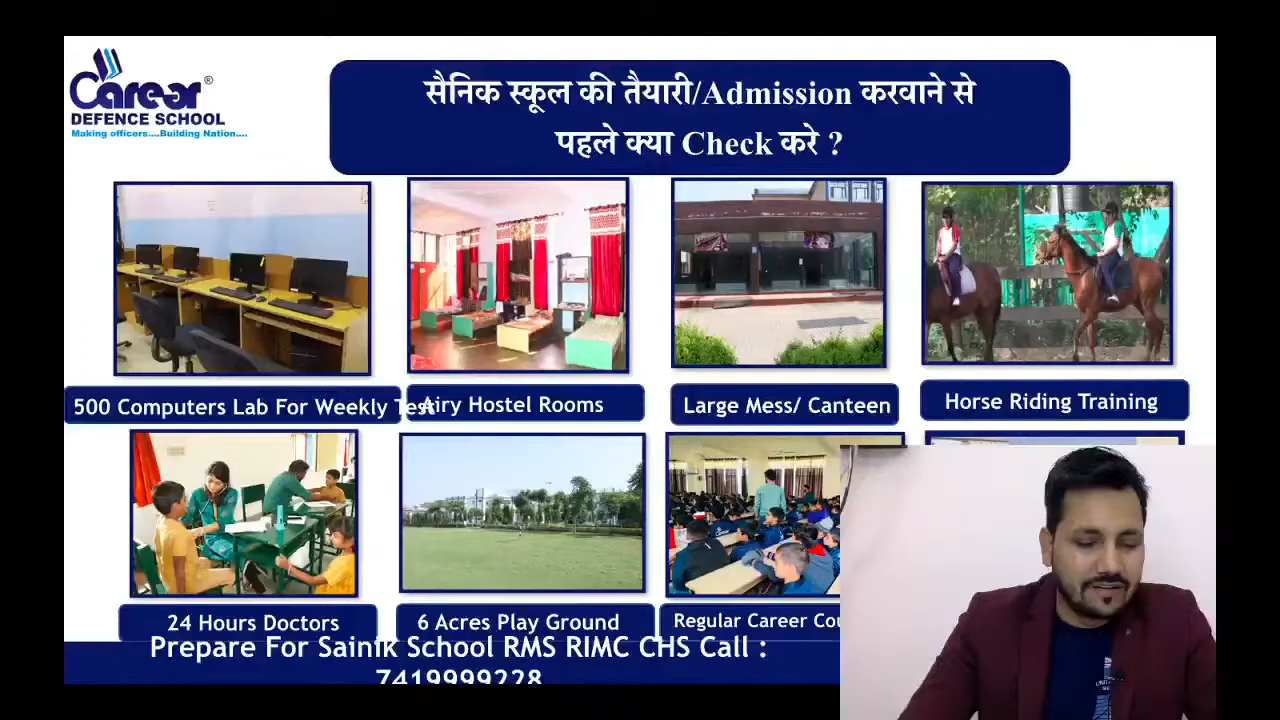 Career®
DEFENCE SCHOOL
Making officers....Building Nation....
सैनिक स्कूल की तैयारी/Admission करवाने से
पहले क्या Check करे ?
500 Computers Lab For Weekly Test
Airy Hostel Rooms
Large Mess/ Canteen
Horse Riding Training
24 Hours Doctors
6 Acres Play Ground
Regular Career
Prepare For Sainik School RMS RIMC CHS Call :
7419999228